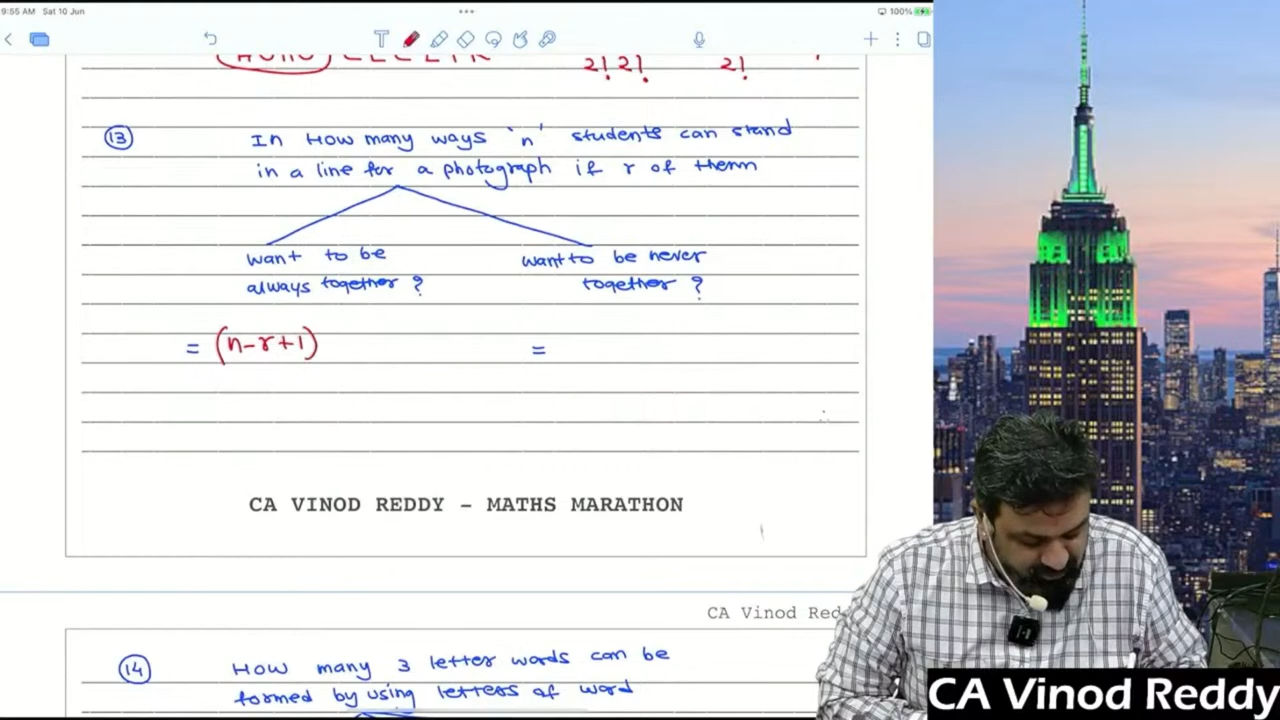 9:55 AM Sat 10 Jun
100%
T
2! 2!
2!
13
In How many ways 'n' students can stand
in a line for a photograph if r of themm
want to be
always together ?
want to be never
together ?
= (n-r+1)
=
CA VINOD REDDY - MATHS MARATHON
CA Vinod Red
14
How many 3 letter words can be
formed by using letters of word
CA Vinod Reddy